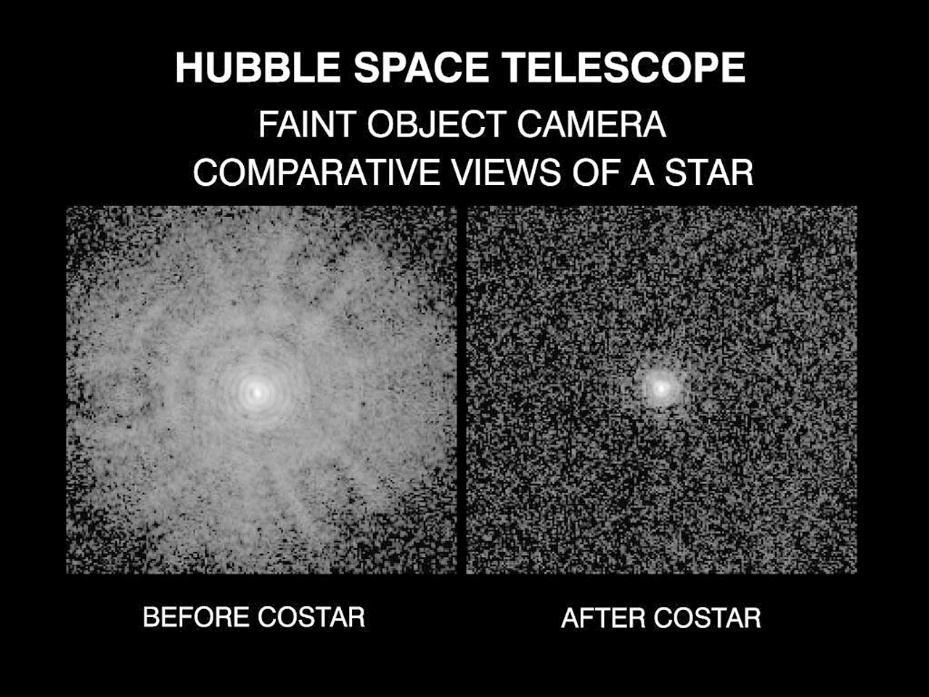 HUBBLE SPACE TELESCOPE
FAINT OBJECT CAMERA
COMPARATIVE VIEWS OF A STAR
BEFORE COSTAR
AFTER COSTAR